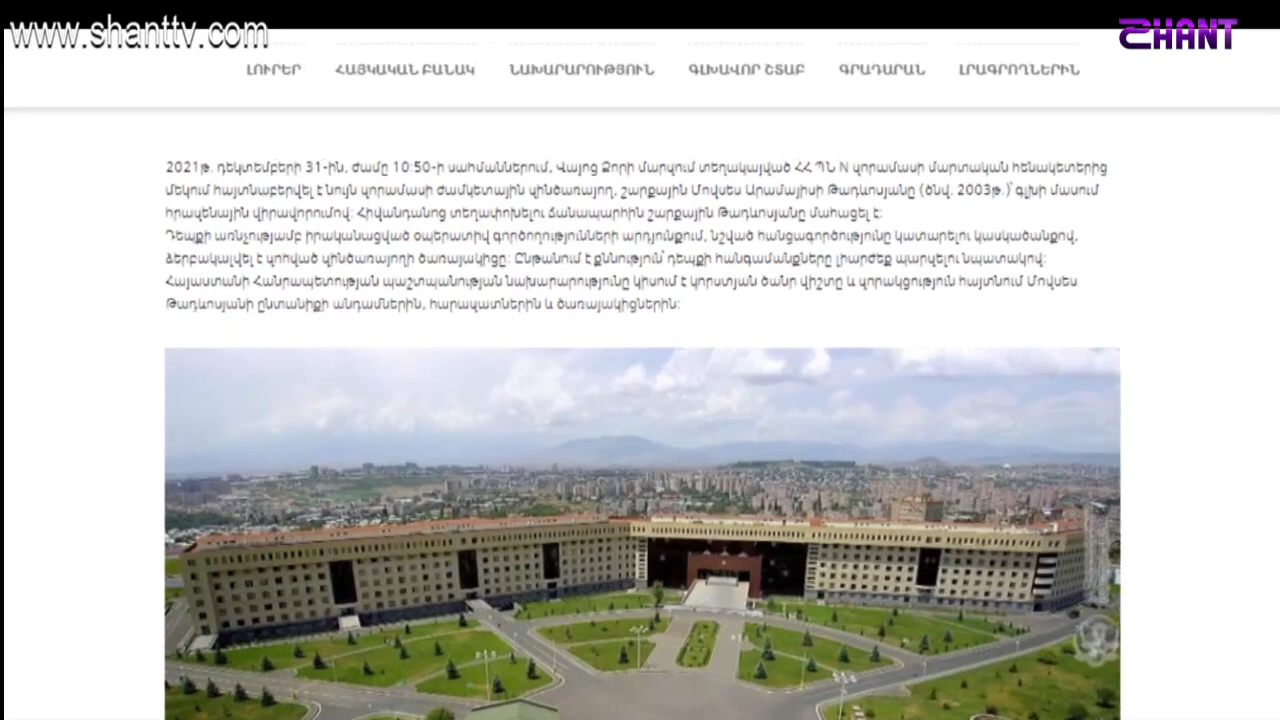 www.shanttv.com
SHANT
ԼՈՒՐԵՐ ՀԱՅԿԱԿԱՆ ԲԱՆԱԿ ՆԱԽԱՐԱՐՈՒԹՅՈՒՆ ԳԼԽԱՎՈՐ ՇՏԱԲ ԳՐԱԴԱՐԱՆ ԼՐԱԳՐՈՂՆԵՐԻՆ
2021թ. դեկտեմբերի 31-ին, ժամը 10:50-ի սահմաններում, Վայոց Ձորի մարզում տեղակայված ՀՀ ՊՆ N զորամասի մարտական հենակետերից
մեկում հայտնաբերվել է նույն զորամասի ժամկետային զինծառայող, շարքային Մովսես Արամայիսի Թադևոսյանը (ծնվ. 2003թ.)՝ գլխի մասում
հրազենային վիրավորումով: Հիվանդանոց տեղափոխելու ճանապարհին շարքային Թադևոսյանը մահացել է:
Դեպքի առնչությամբ իրականացված օպերատիվ գործողությունների արդյունքում, նշված հանցագործությունը կատարելու կասկածանքով,
ձերբակալվել է զոհված զինծառայողի ծառայակիցը: Ընթանում է քննություն՝ դեպքի հանգամանքները լիարժեք պարզելու նպատակով:
Հայաստանի Հանրապետության պաշտպանության նախարարությունը կիսում է կորստյան ծանր վիշտը և զորակցություն հայտնում Մովսես
Թադևոսյանի ընտանիքի անդամներին, հարազատներին և ծառայակիցներին: